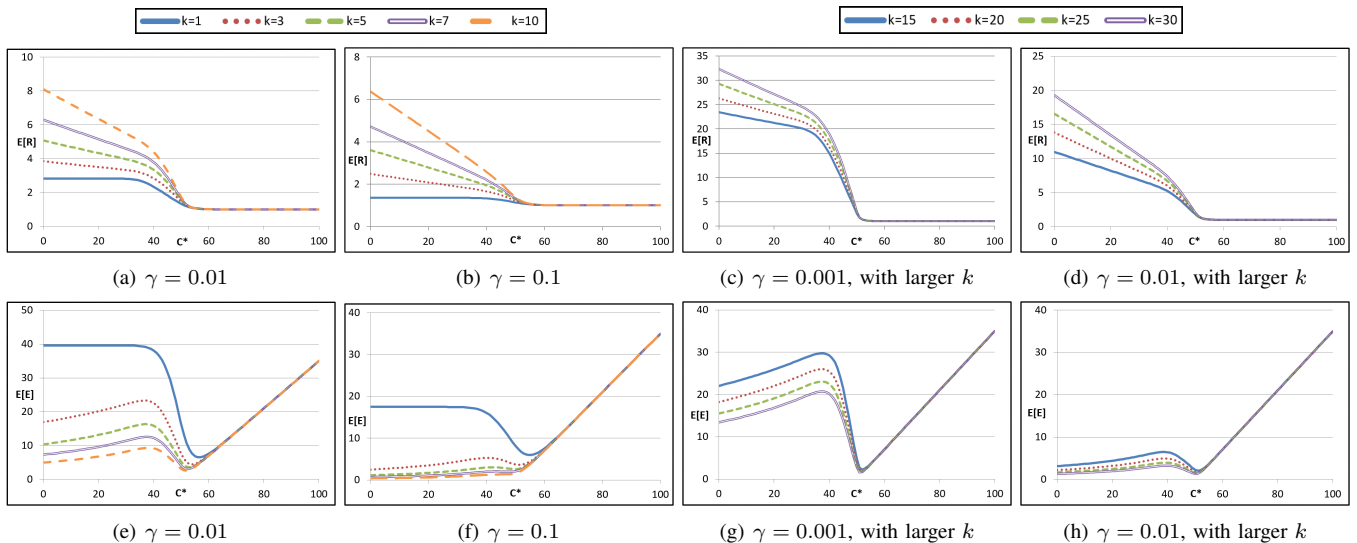 k=1 k=3 k=5 k=7 k=10
k=15 k=20 k=25 k=30
10
8
6
4
2
0
E[R]
0 20 40 60 80 100
C*
(a) γ = 0.01
8
6
4
2
0
E[R]
0 20 40 60 80 100
C*
(b) γ = 0.1
35
30
25
20
15
10
5
0
E[R]
0 20 40 60 80 100
C*
(c) γ = 0.001, with larger k
25
20
15
10
5
0
E[R]
0 20 40 60 80 100
C*
(d) γ = 0.01, with larger k
50
40
30
20
10
0
E[E]
0 20 40 60 80 100
C*
(e) γ = 0.01
40
30
20
10
0
E[E]
0 20 40 60 80 100
C*
(f) γ = 0.1
40
30
20
10
0
E[E]
0 20 40 60 80 100
C*
(g) γ = 0.001, with larger k
40
30
20
10
0
E[E]
0 20 40 60 80 100
C*
(h) γ = 0.01, with larger k